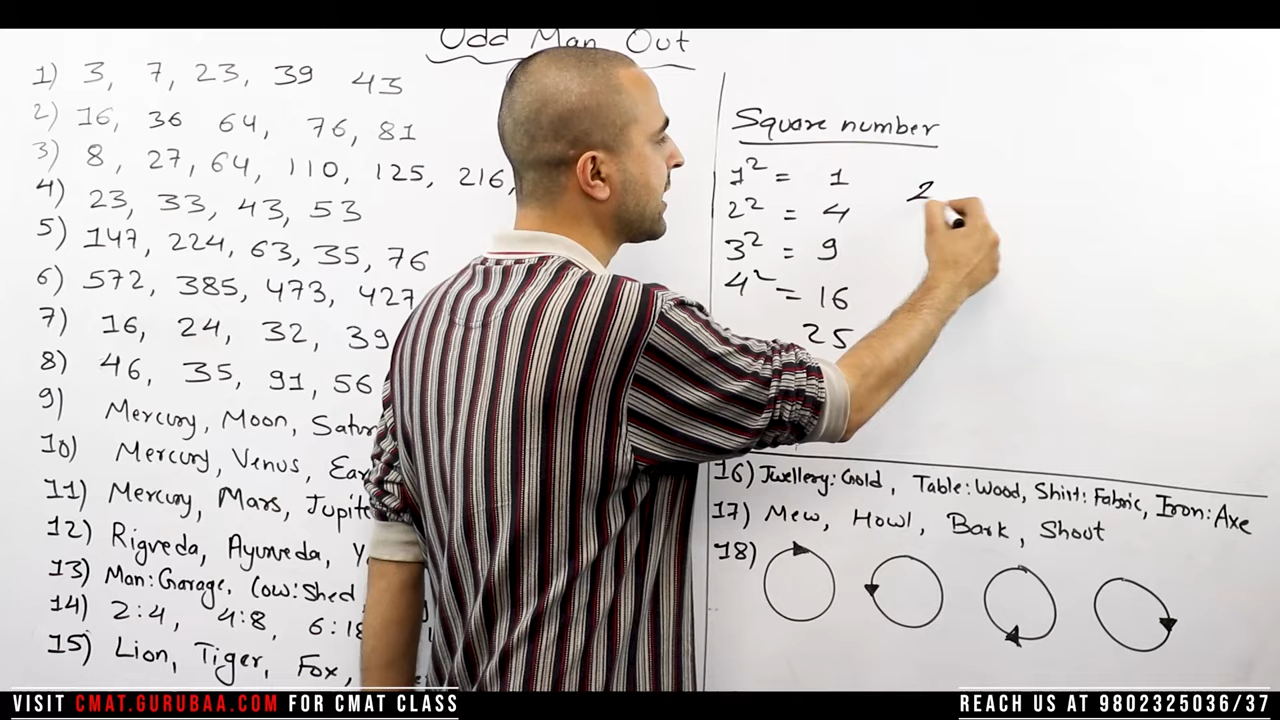 Odd Man Out
1) 3, 7, 23, 39 43
2) 16, 36 64, 76, 81
3) 8, 27, 64, 110, 125, 216,
4) 23, 33, 43, 53
5) 147, 224, 63, 35, 76
6) 572, 385, 473, 427
7) 16, 24, 32, 39
8) 46, 35, 91, 56
9) Mercury, Moon, Satur
10) Mercury, Venus, Ear
11) Mercury, Mars, Jupite
12) Rigveda, Ayurveda, Y
13) Man:Garage, Cow:Shed
14) 2:4, 4:8, 6:18
15) Lion, Tiger, Fox,
Square number
1² = 1
2² = 4
3² = 9
4² = 16
25
2
16) Jwellery: Gold, Table: Wood, Shirt: Fabric, Iron: Axe
17) Mew, Howl, Bark, Shout
18)
VISIT CMAT.GURUBAA.COM FOR CMAT CLASS
REACH US AT 9802325036/37